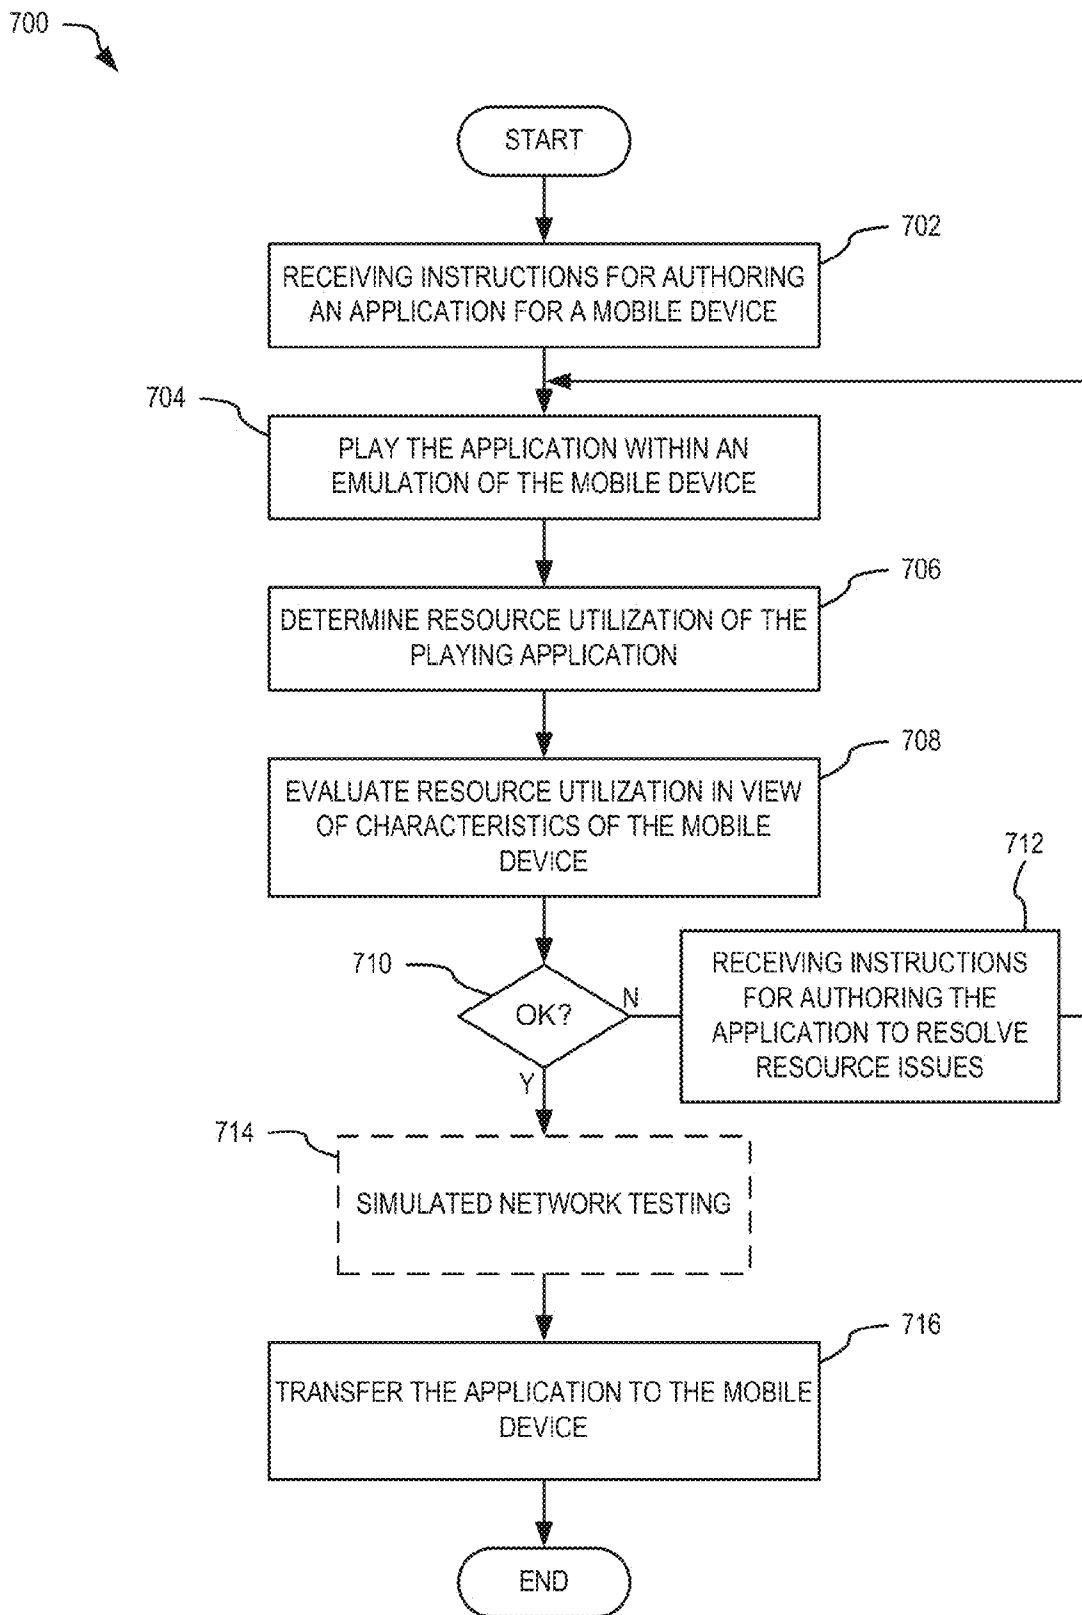 700
START
702
RECEIVING INSTRUCTIONS FOR AUTHORING
AN APPLICATION FOR A MOBILE DEVICE
704
PLAY THE APPLICATION WITHIN AN
EMULATION OF THE MOBILE DEVICE
706
DETERMINE RESOURCE UTILIZATION OF THE
PLAYING APPLICATION
708
EVALUATE RESOURCE UTILIZATION IN VIEW
OF CHARACTERISTICS OF THE MOBILE
DEVICE
710
OK?
N
Y
712
RECEIVING INSTRUCTIONS
FOR AUTHORING THE
APPLICATION TO RESOLVE
RESOURCE ISSUES
714
SIMULATED NETWORK TESTING
716
TRANSFER THE APPLICATION TO THE MOBILE
DEVICE
END